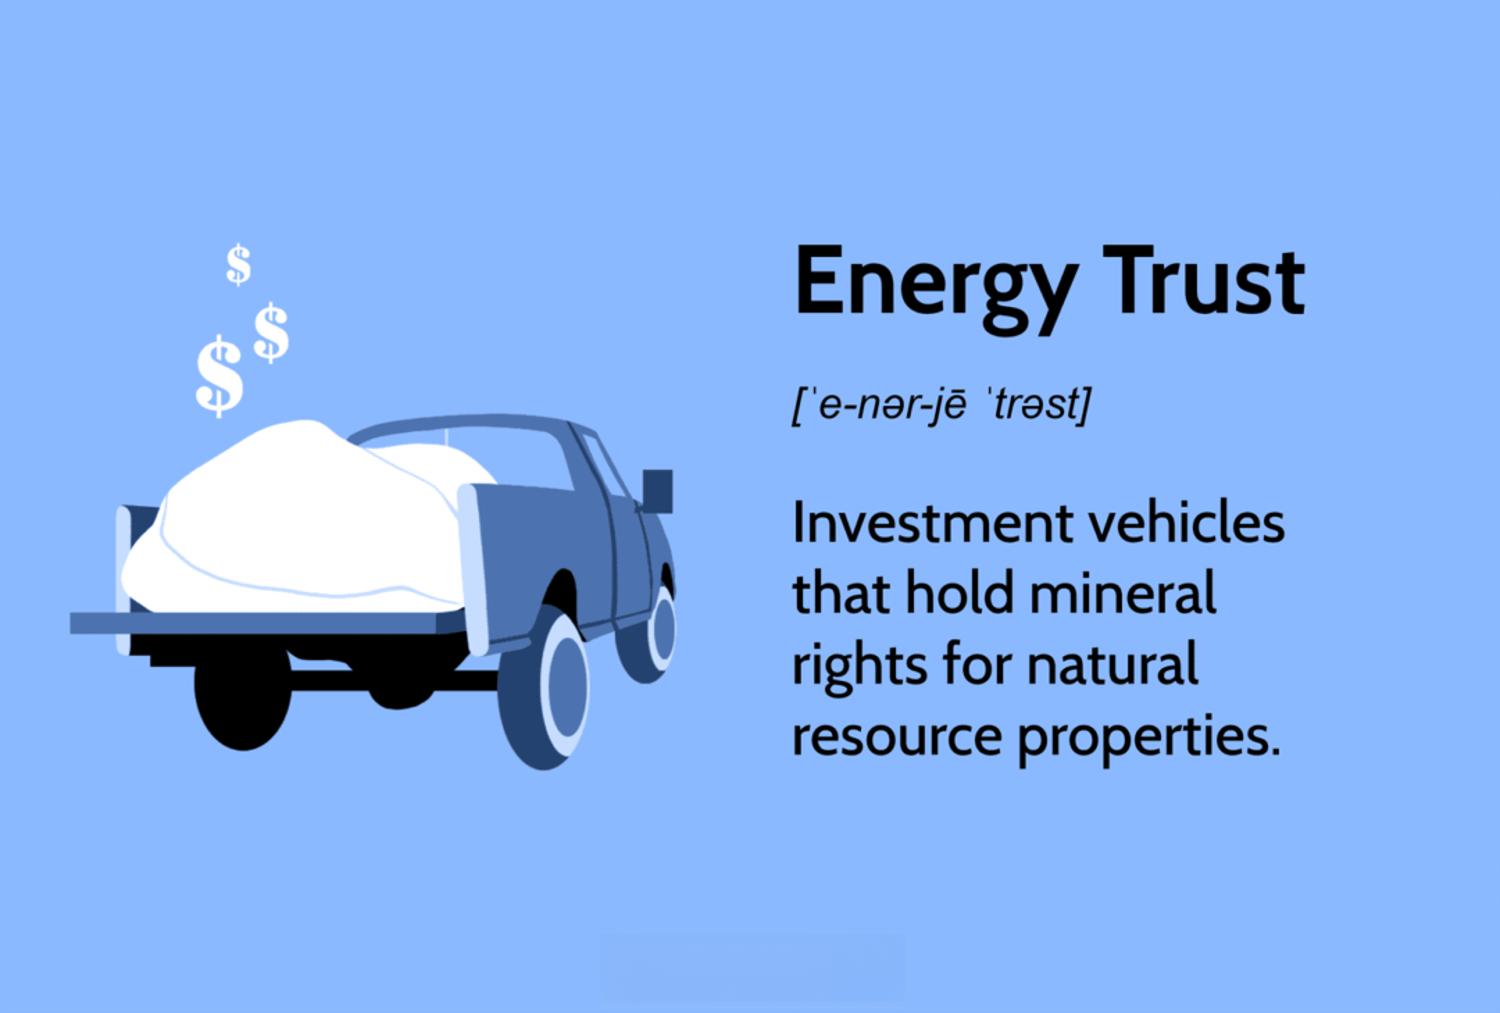 $
$
$
Energy Trust
[ˈe-nər-jē ˈtrəst]
Investment vehicles
that hold mineral
rights for natural
resource properties.